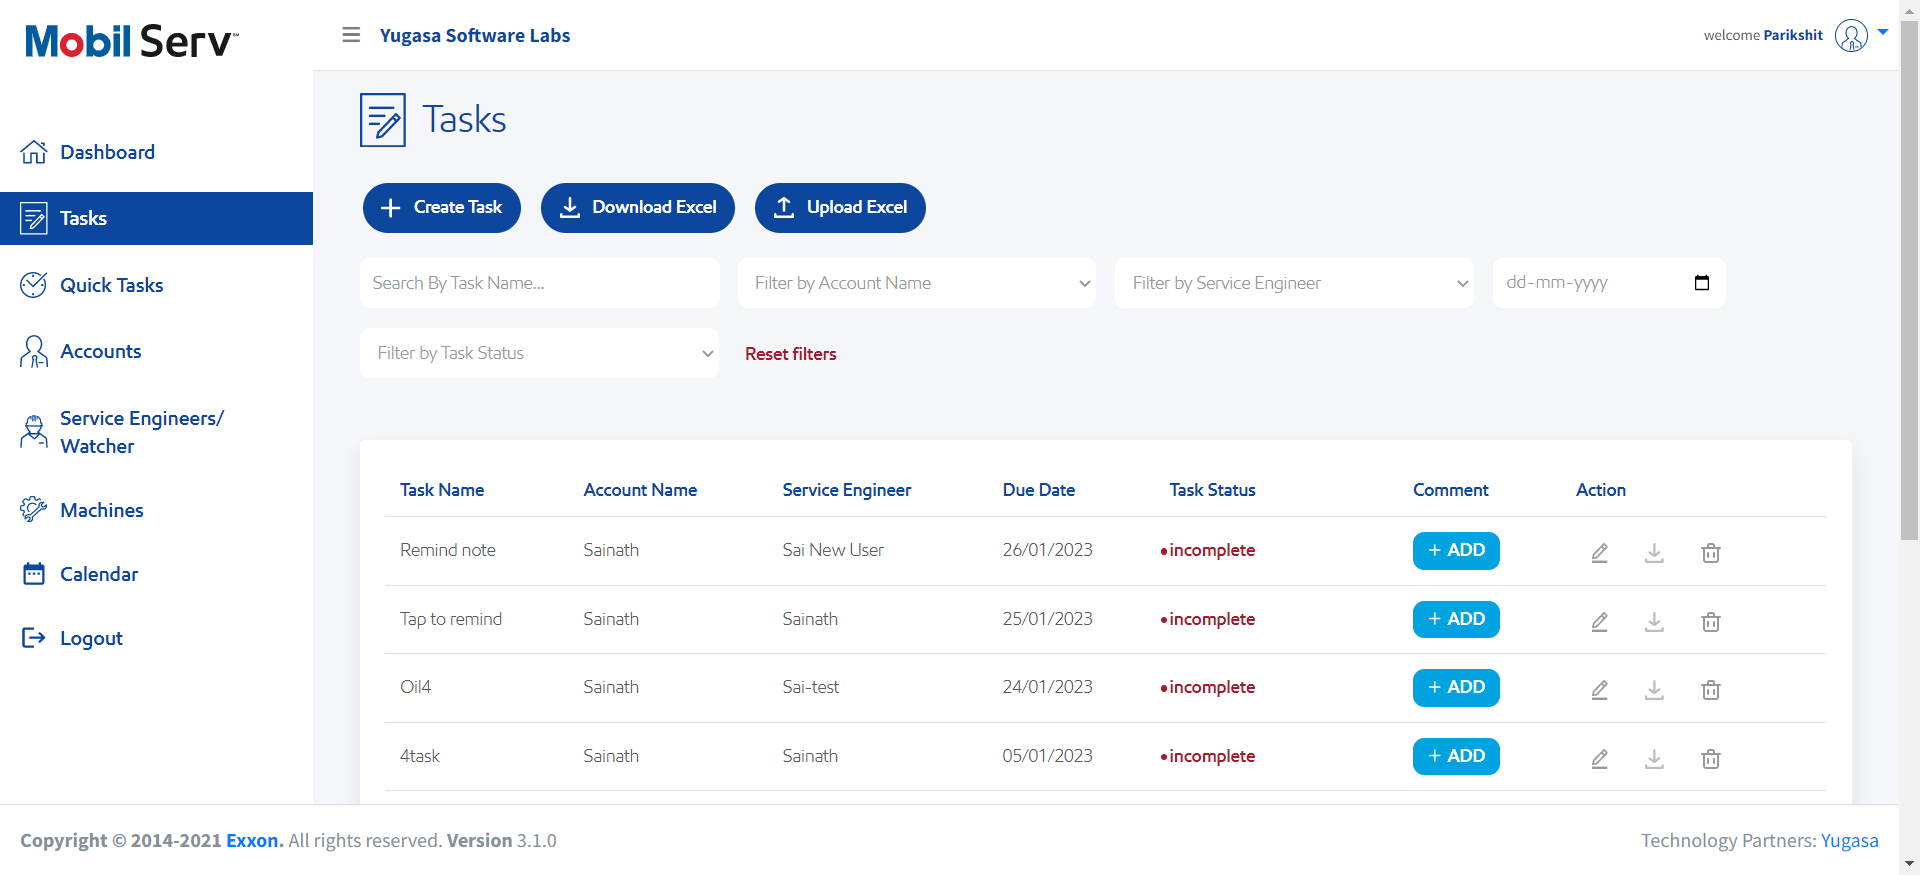 Mobil Serv™
Yugasa Software Labs
welcome Parikshit
Dashboard
Tasks
Quick Tasks
Accounts
Service Engineers/
Watcher
Machines
Calendar
Logout
Tasks
Create Task
Download Excel
Upload Excel
Search By Task Name...
Filter by Account Name
Filter by Service Engineer
dd-mm-yyyy
Filter by Task Status
Reset filters
Task Name Account Name Service Engineer Due Date Task Status Comment Action
Remind note Sainath Sai New User 26/01/2023 •incomplete + ADD
Tap to remind Sainath Sainath 25/01/2023 •incomplete + ADD
Oil4 Sainath Sai-test 24/01/2023 •incomplete + ADD
4task Sainath Sainath 05/01/2023 •incomplete + ADD
Copyright © 2014-2021 Exxon. All rights reserved. Version 3.1.0
Technology Partners: Yugasa